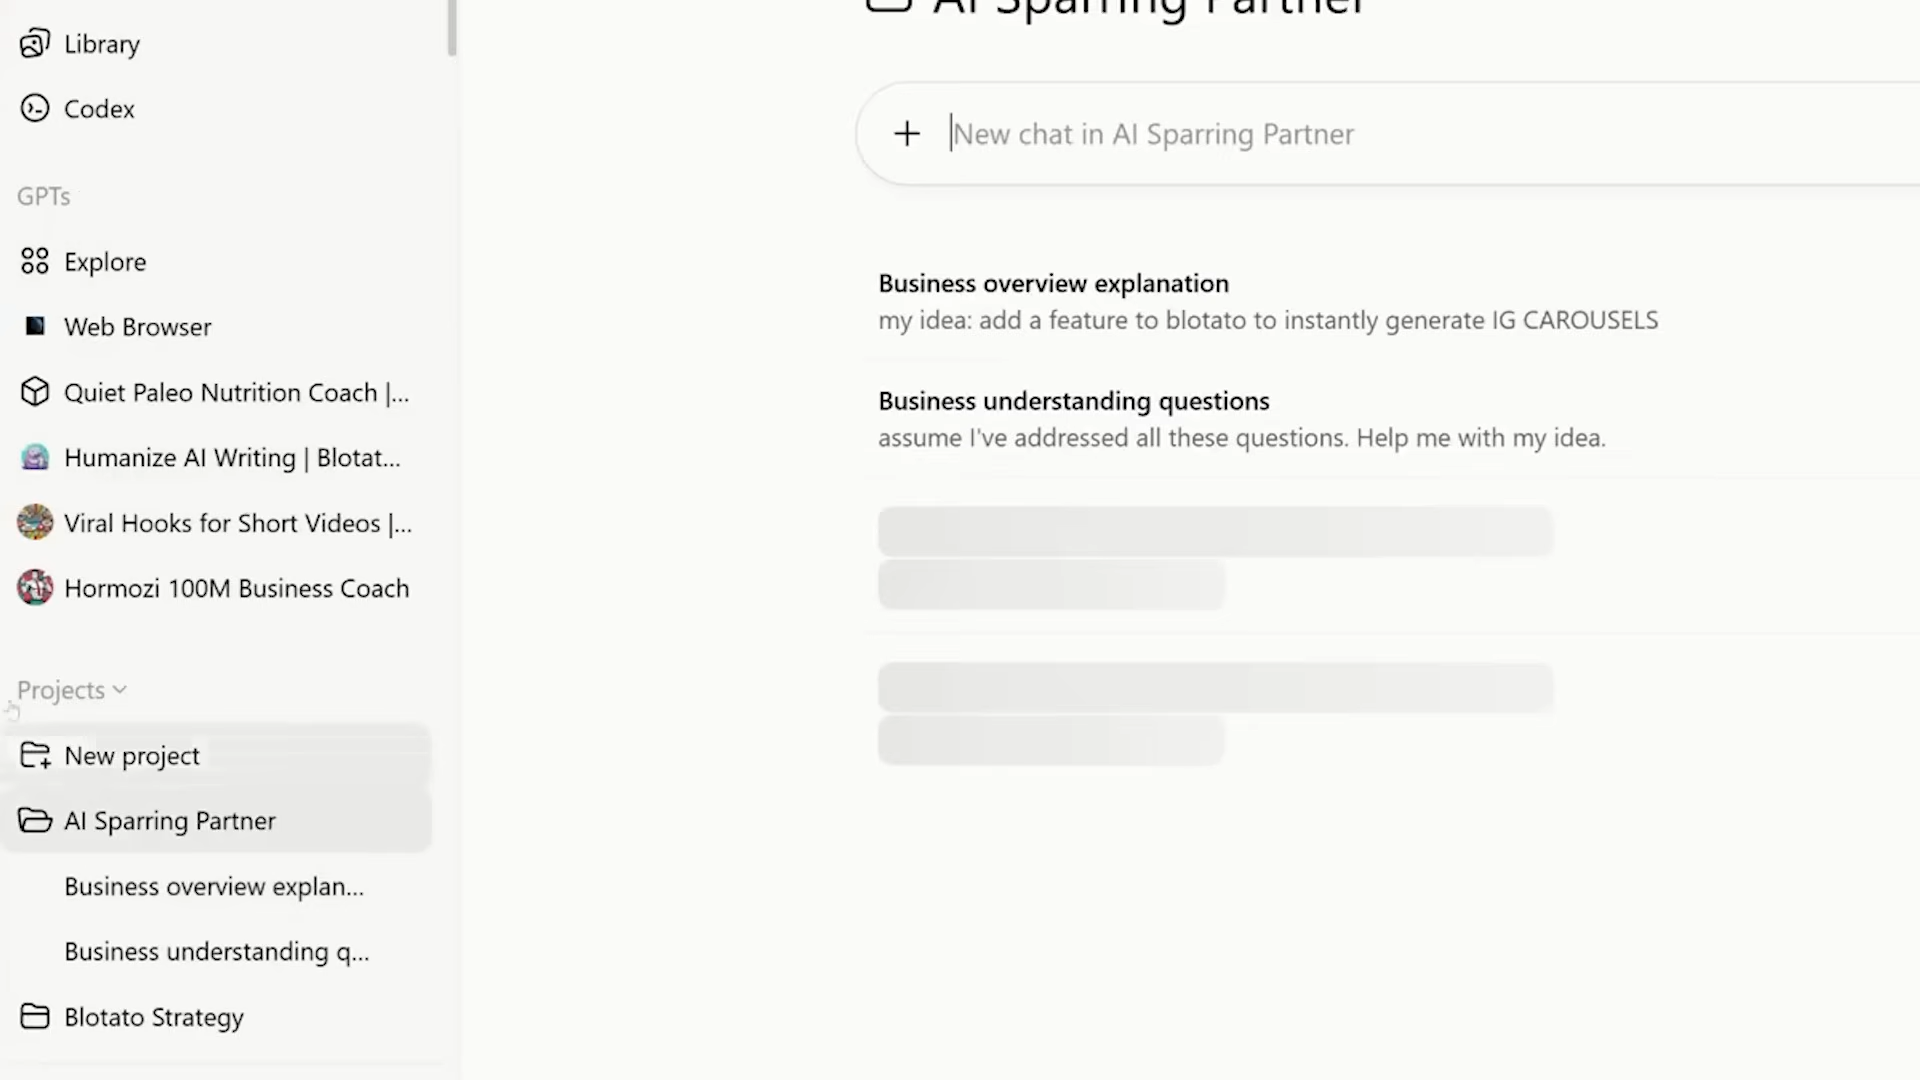 Library
Codex
GPTs
Explore
Web Browser
Quiet Paleo Nutrition Coach |...
Humanize AI Writing | Blotat...
Viral Hooks for Short Videos |...
Hormozi 100M Business Coach
Projects
New project
AI Sparring Partner
Business overview explan...
Business understanding q...
Blotato Strategy
AI Sparring Partner
New chat in AI Sparring Partner
Business overview explanation
my idea: add a feature to blotato to instantly generate IG CAROUSELS
Business understanding questions
assume I've addressed all these questions. Help me with my idea.